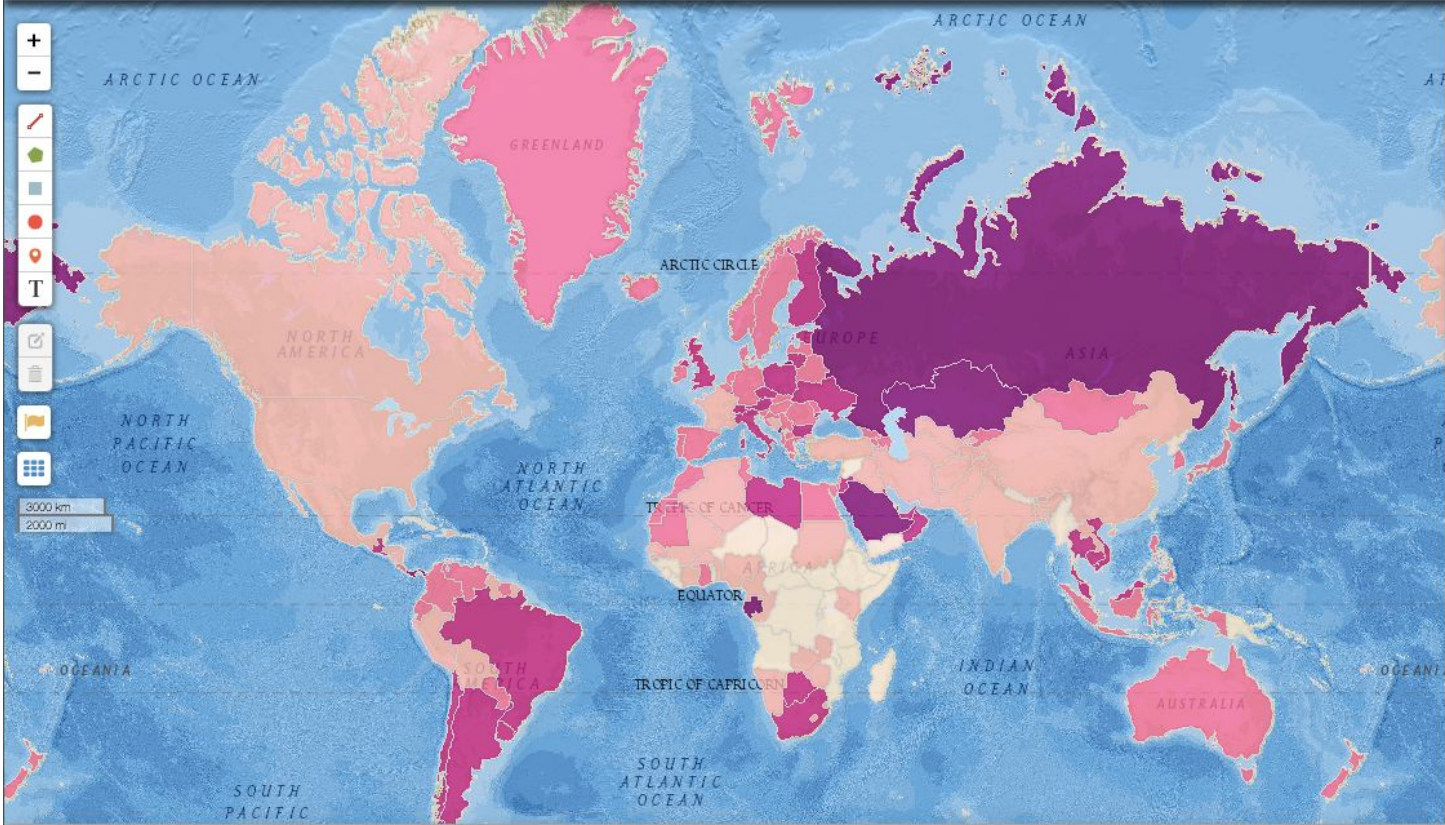 ARCTIC OCEAN
ARCTIC OCEAN
+
−
GREENLAND
ARCTIC CIRCLE
T
NORTH
AMERICA
EUROPE
ASIA
NORTH
PACIFIC
OCEAN
NORTH
ATLANTIC
OCEAN
3000 km
2000 mi
TROPIC OF CANCER
AFRICA
EQUATOR
OCEANIA
SOUTH
AMERICA
TROPIC OF CAPRICORN
INDIAN
OCEAN
AUSTRALIA
SOUTH
ATLANTIC
OCEAN
SOUTH
PACIFIC